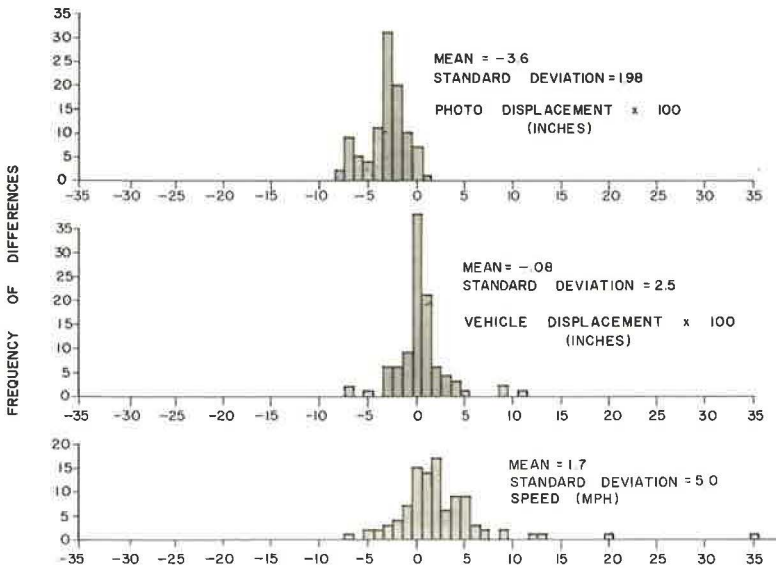 FREQUENCY OF DIFFERENCES
35
30
25
20
15
10
5
0
MEAN = -3.6
STANDARD DEVIATION = 1.98
PHOTO DISPLACEMENT x 100
(INCHES)
-35 -30 -25 -20 -15 -10 -5 0 5 10 15 20 25 30 35
35
30
25
20
15
10
5
0
MEAN = -.08
STANDARD DEVIATION = 2.5
VEHICLE DISPLACEMENT x 100
(INCHES)
-35 -30 -25 -20 -15 -10 -5 0 5 10 15 20 25 30 35
20
15
10
5
0
MEAN = 1.7
STANDARD DEVIATION = 5.0
SPEED (MPH)
-35 -30 -25 -20 -15 -10 -5 0 5 10 15 20 25 30 35